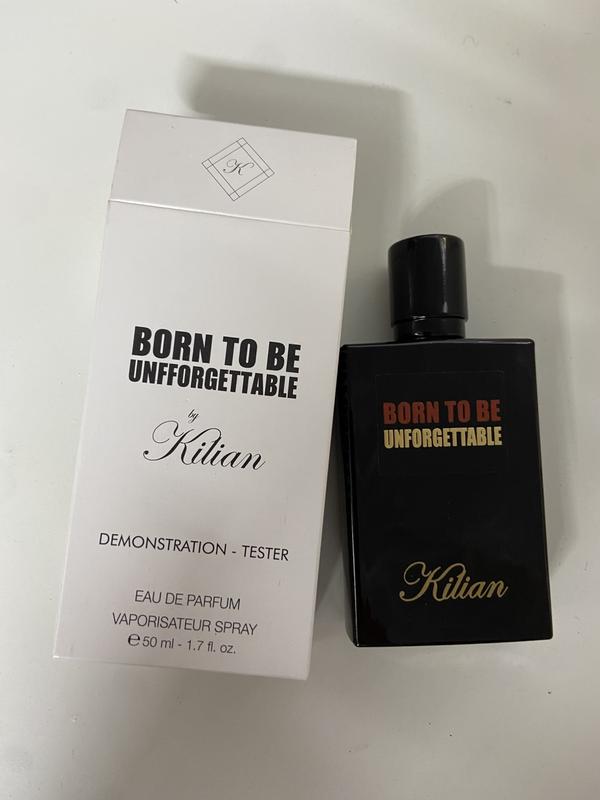 K
BORN TO BE
UNFFORGETTABLE
by
Kilian
DEMONSTRATION - TESTER
EAU DE PARFUM
VAPORISATEUR SPRAY
℮ 50 ml - 1.7 fl. oz.
BORN TO BE
UNFORGETTABLE
Kilian